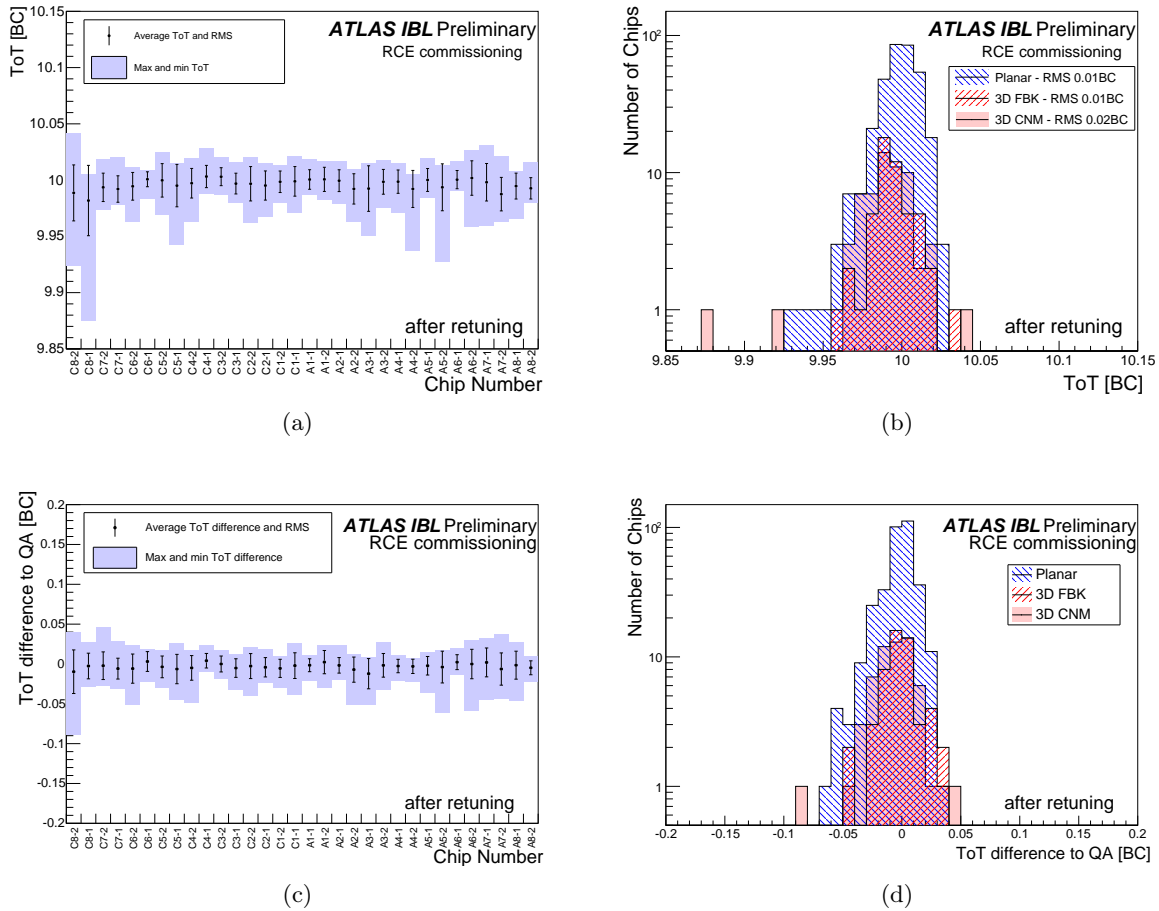 ToT [BC]
10.15
10.1
10.05
10
9.95
9.9
9.85
Average ToT and RMS
Max and min ToT
ATLAS IBL Preliminary
RCE commissioning
after retuning
C8-2 C8-1 C7-2 C7-1 C6-2 C6-1 C5-2 C5-1 C4-2 C4-1 C3-2 C3-1 C2-2 C2-1 C1-2 C1-1 A1-1 A1-2 A2-1 A2-2 A3-1 A3-2 A4-1 A4-2 A5-1 A5-2 A6-1 A6-2 A7-1 A7-2 A8-1 A8-2
Chip Number
(a)
Number of Chips
10²
10
1
ATLAS IBL Preliminary
RCE commissioning
Planar - RMS 0.01BC
3D FBK - RMS 0.01BC
3D CNM - RMS 0.02BC
after retuning
9.85 9.9 9.95 10 10.05 10.1 10.15
ToT [BC]
(b)
ToT difference to QA [BC]
0.2
0.15
0.1
0.05
0
-0.05
-0.1
-0.15
-0.2
Average ToT difference and RMS
Max and min ToT difference
ATLAS IBL Preliminary
RCE commissioning
after retuning
C8-2 C8-1 C7-2 C7-1 C6-2 C6-1 C5-2 C5-1 C4-2 C4-1 C3-2 C3-1 C2-2 C2-1 C1-2 C1-1 A1-1 A1-2 A2-1 A2-2 A3-1 A3-2 A4-1 A4-2 A5-1 A5-2 A6-1 A6-2 A7-1 A7-2 A8-1 A8-2
Chip Number
(c)
Number of Chips
10²
10
1
ATLAS IBL Preliminary
RCE commissioning
Planar
3D FBK
3D CNM
after retuning
-0.2 -0.15 -0.1 -0.05 0 0.05 0.1 0.15 0.2
ToT difference to QA [BC]
(d)